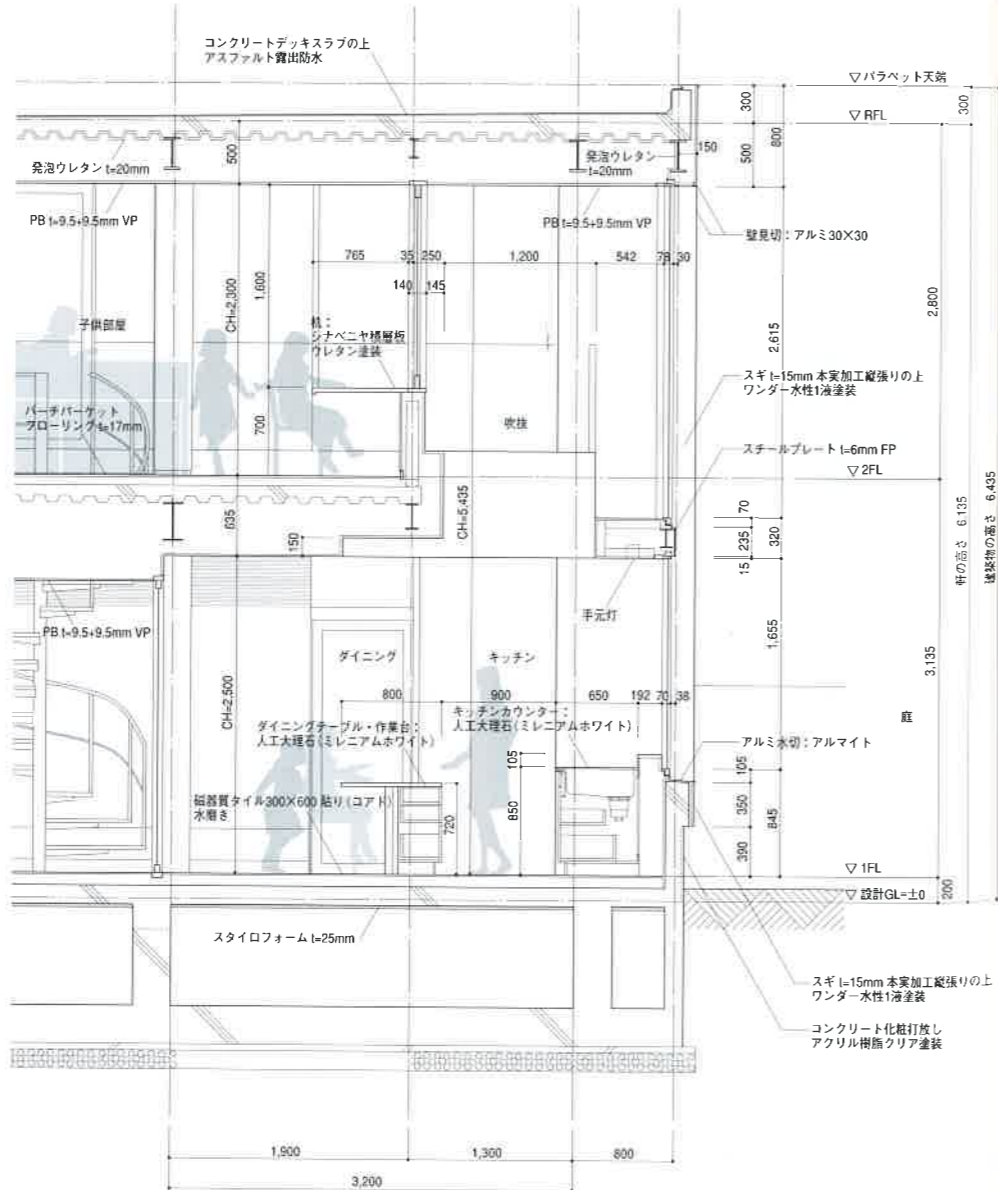 コンクリートデッキスラブの上
アスファルト露出防水
▽パラペット天端
300
300
▽RFL
800
500
150
500
発泡ウレタン t=20mm
発泡ウレタン
t=20mm
PB t=9.5+9.5mm VP
PB t=9.5+9.5mm VP
壁見切：アルミ30×30
765
35
250
1,200
542
78
30
140
145
1,600
CH=2,300
2,800
2,615
子供部屋
机：
シナベニヤ積層板
ウレタン塗装
スギ t=15mm 本実加工縦張りの上
ワンダー水性1液塗装
バーチパーケット
フローリング t=17mm
700
吹抜
スチールプレート t=6mm FP
▽2FL
635
150
CH=5,435
70
235
320
15
軒の高さ 6,135
建築物の高さ 6,435
手元灯
PB t=9.5+9.5mm VP
1,655
3,135
ダイニング
キッチン
CH=2,500
800
900
650
192
70
38
ダイニングテーブル・作業台：
人工大理石(ミレニアムホワイト)
キッチンカウンター：
人工大理石(ミレニアムホワイト)
庭
アルミ水切：アルマイト
105
105
磁器質タイル300×600 貼り(コアド)
水磨き
720
850
350
845
390
▽1FL
▽設計GL=±0
200
スタイロフォーム t=25mm
スギ t=15mm 本実加工縦張りの上
ワンダー水性1液塗装
コンクリート化粧打放し
アクリル樹脂クリア塗装
1,900
1,300
800
3,200